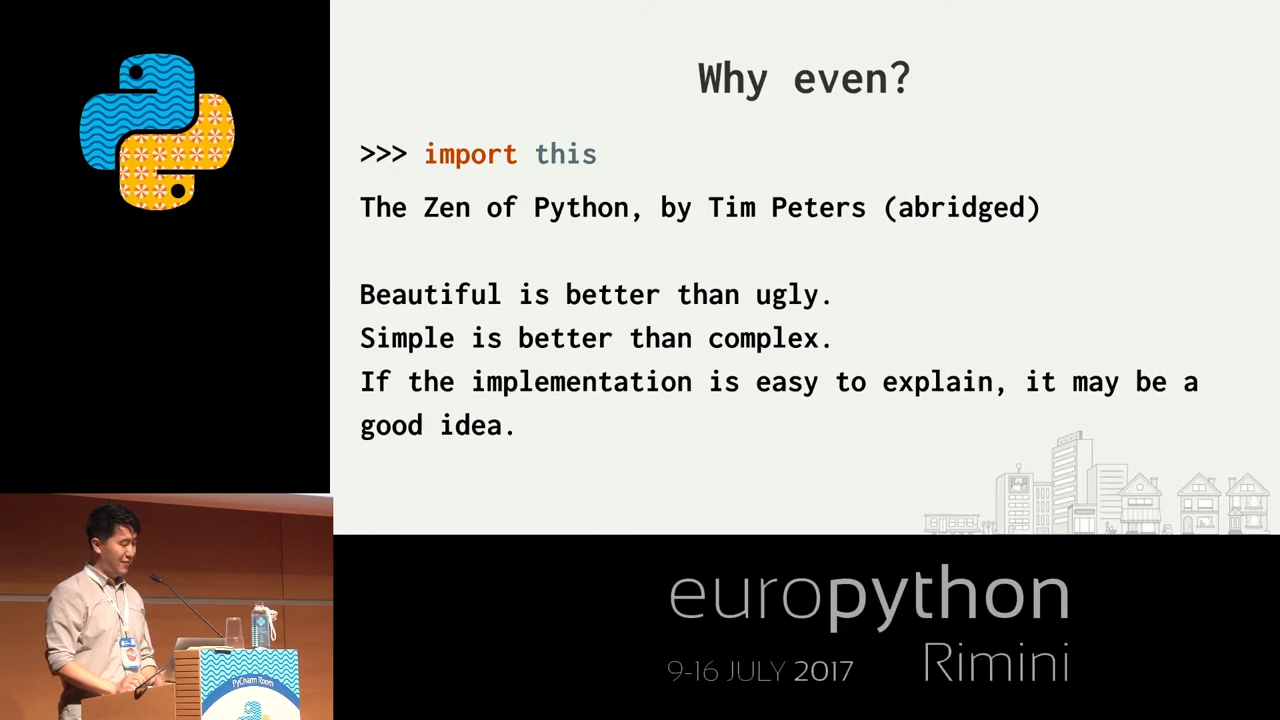 Why even?
>>> import this
The Zen of Python, by Tim Peters (abridged)
Beautiful is better than ugly.
Simple is better than complex.
If the implementation is easy to explain, it may be a
good idea.
europython
9-16 JULY 2017
Rimini
PyCharm Room